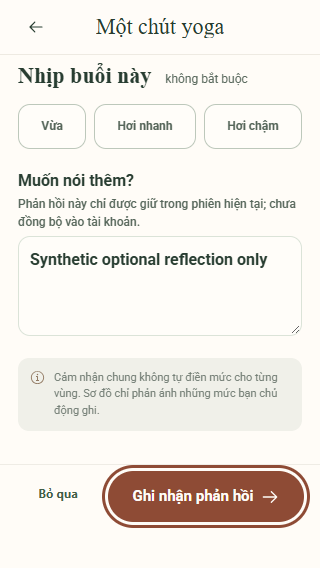 Một chút yoga
Nhịp buổi này không bắt buộc
Vừa
Hơi nhanh
Hơi chậm
Muốn nói thêm?
Phản hồi này chỉ được giữ trong phiên hiện tại; chưa
đồng bộ vào tài khoản.
Synthetic optional reflection only
Cảm nhận chung không tự điền mức cho từng
vùng. Sơ đồ chỉ phản ánh những mức bạn chủ
động ghi.
Bỏ qua
Ghi nhận phản hồi